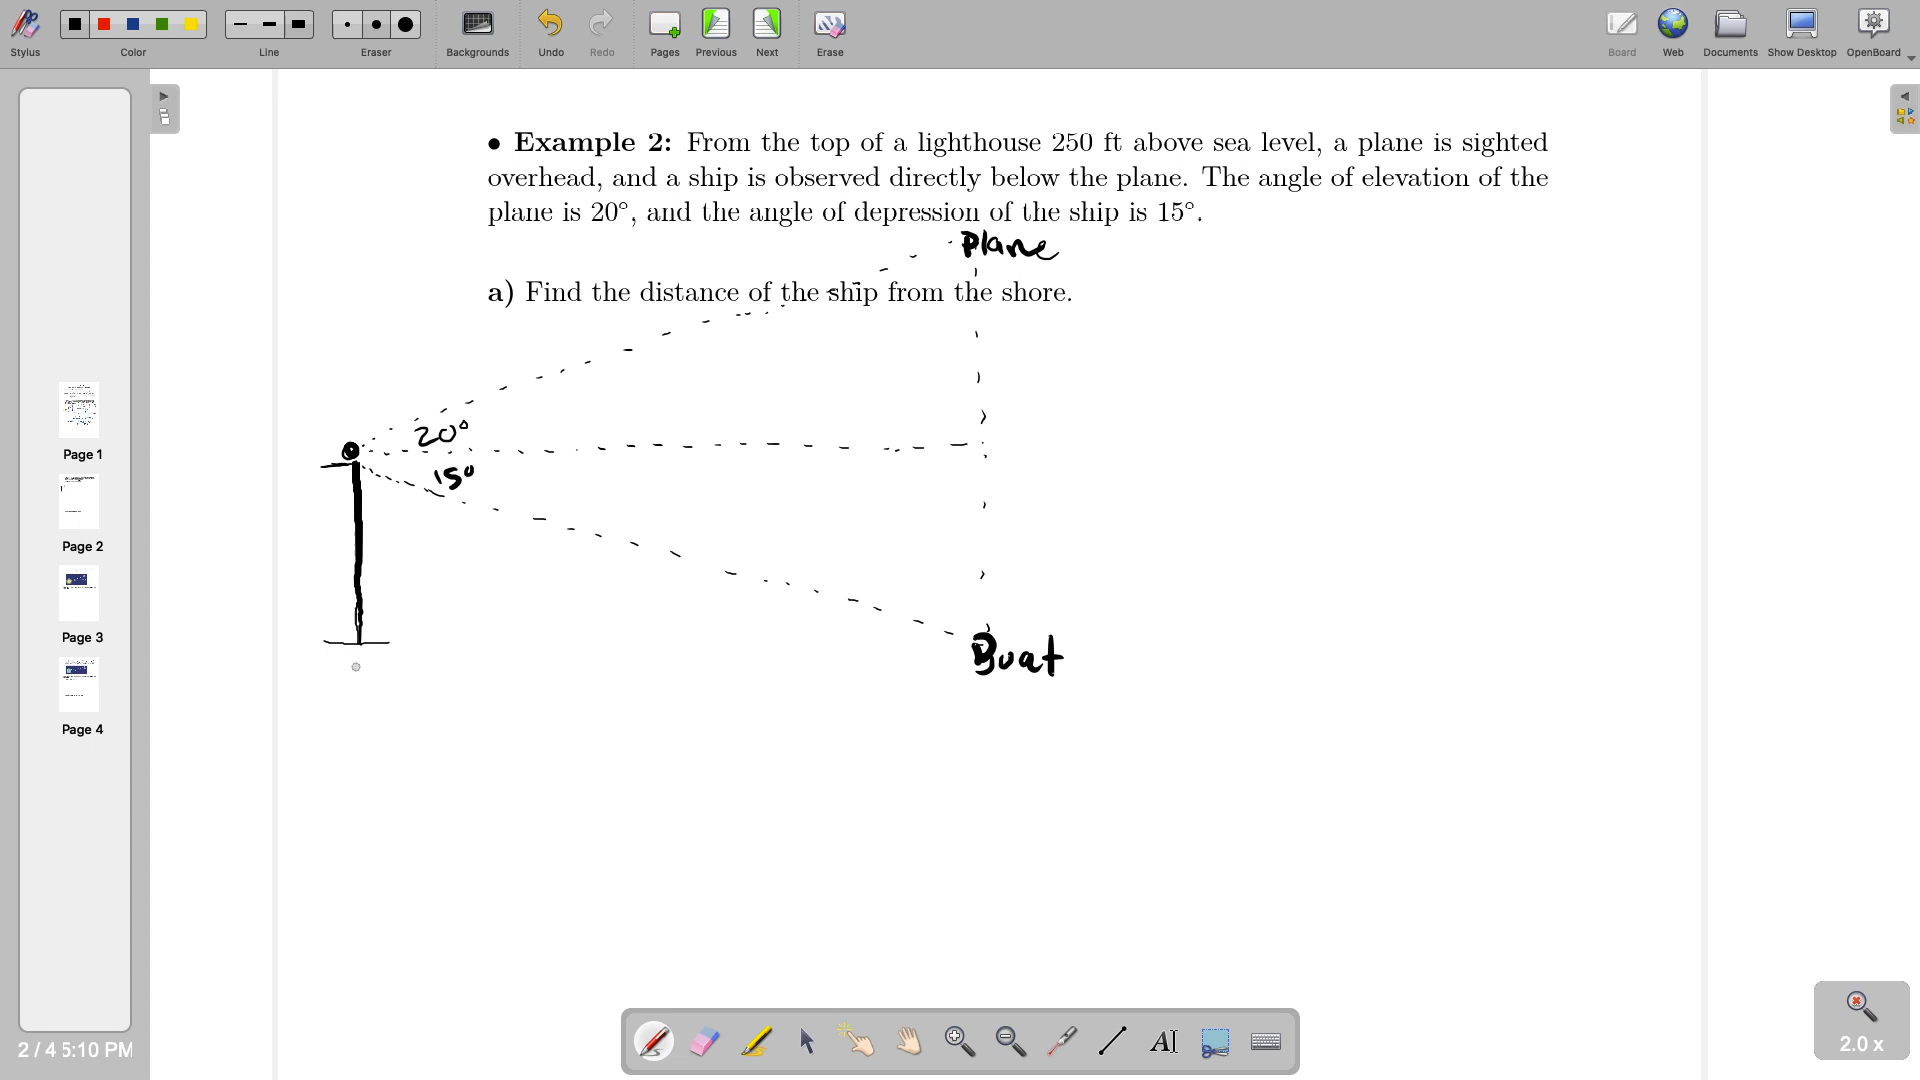 Stylus
Color
Line
Eraser
Backgrounds
Undo
Redo
Pages
Previous
Next
Erase
Board
Web
Documents
Show Desktop
OpenBoard
Page 1
Page 2
Page 3
Page 4
• Example 2: From the top of a lighthouse 250 ft above sea level, a plane is sighted
overhead, and a ship is observed directly below the plane. The angle of elevation of the
plane is 20°, and the angle of depression of the ship is 15°.
Plane
a) Find the distance of the ship from the shore.
20°
15°
Boat
2 / 4 5:10 PM
AI
2.0 x